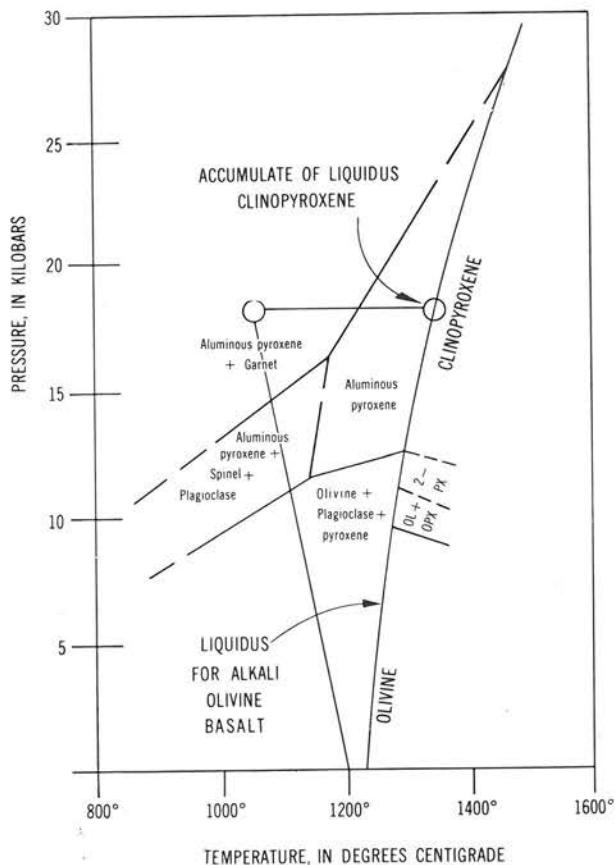 30
25
20
15
10
5
PRESSURE, IN KILOBARS
ACCUMULATE OF LIQUIDUS
CLINOPYROXENE
CLINOPYROXENE
Aluminous pyroxene
+ Garnet
Aluminous
pyroxene
Aluminous
pyroxene +
Spinel +
Plagioclase
Olivine +
Plagioclase +
pyroxene
2-
PX
OL +
OPX
LIQUIDUS
FOR ALKALI
OLIVINE
BASALT
OLIVINE
800° 1000° 1200° 1400° 1600°
TEMPERATURE, IN DEGREES CENTIGRADE